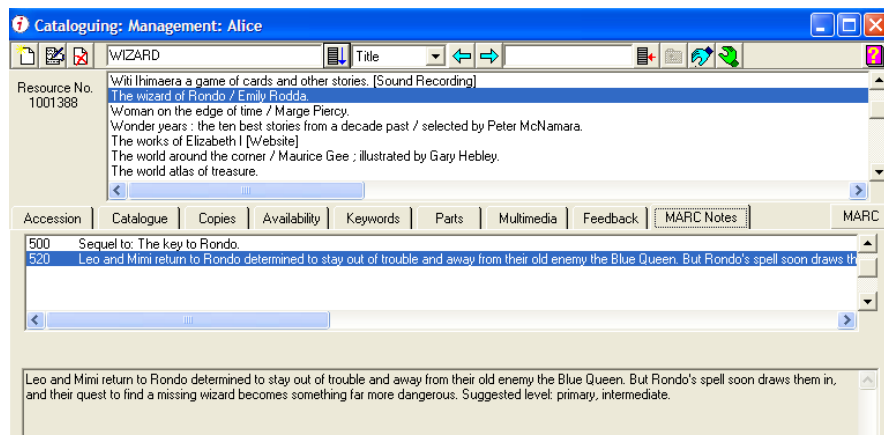 Cataloguing: Management: Alice
WIZARD Title
Resource No.
1001388
Witi Ihimaera a game of cards and other stories. [Sound Recording]
The wizard of Rondo / Emily Rodda.
Woman on the edge of time / Marge Piercy.
Wonder years : the ten best stories from a decade past / selected by Peter McNamara.
The works of Elizabeth I [Website]
The world around the corner / Maurice Gee ; illustrated by Gary Hebley.
The world atlas of treasure.
Accession Catalogue Copies Availability Keywords Parts Multimedia Feedback MARC Notes MARC
500 Sequel to: The key to Rondo.
520 Leo and Mimi return to Rondo determined to stay out of trouble and away from their old enemy the Blue Queen. But Rondo's spell soon draws th
Leo and Mimi return to Rondo determined to stay out of trouble and away from their old enemy the Blue Queen. But Rondo's spell soon draws them in,
and their quest to find a missing wizard becomes something far more dangerous. Suggested level: primary, intermediate.